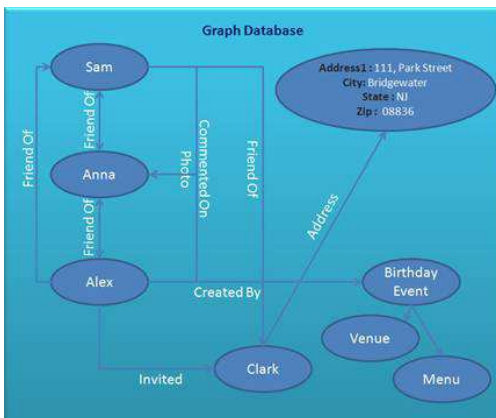 Graph Database
Sam
Address1 : 111, Park Street
City: Bridgewater
State : NJ
Zip : 08836
Friend Of
Friend Of
Commented On
Photo
Friend Of
Anna
Address
Friend Of
Alex
Birthday
Event
Created By
Venue
Clark
Invited
Menu